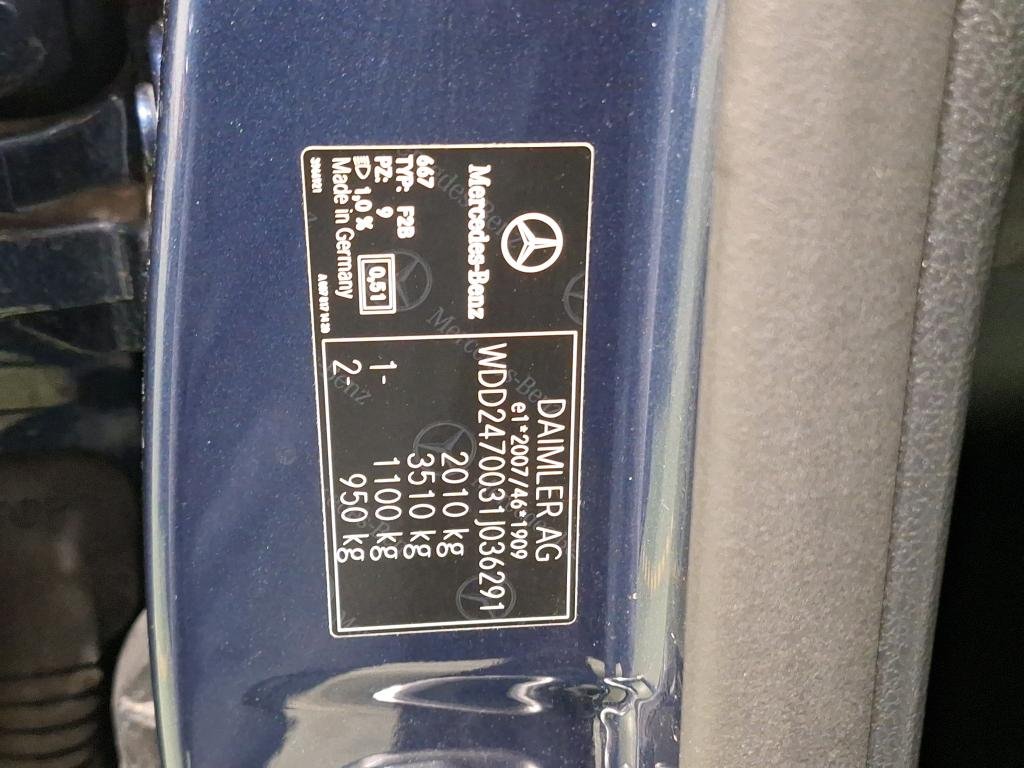 Mercedes-Benz
667
TYP: F2B
PZ: 9
1,0 %
0,51
Made in Germany
DAIMLER AG
e1*2007/46*1909
WDD2470031J036291
2010 kg
3510 kg
1- 1100 kg
2 950 kg